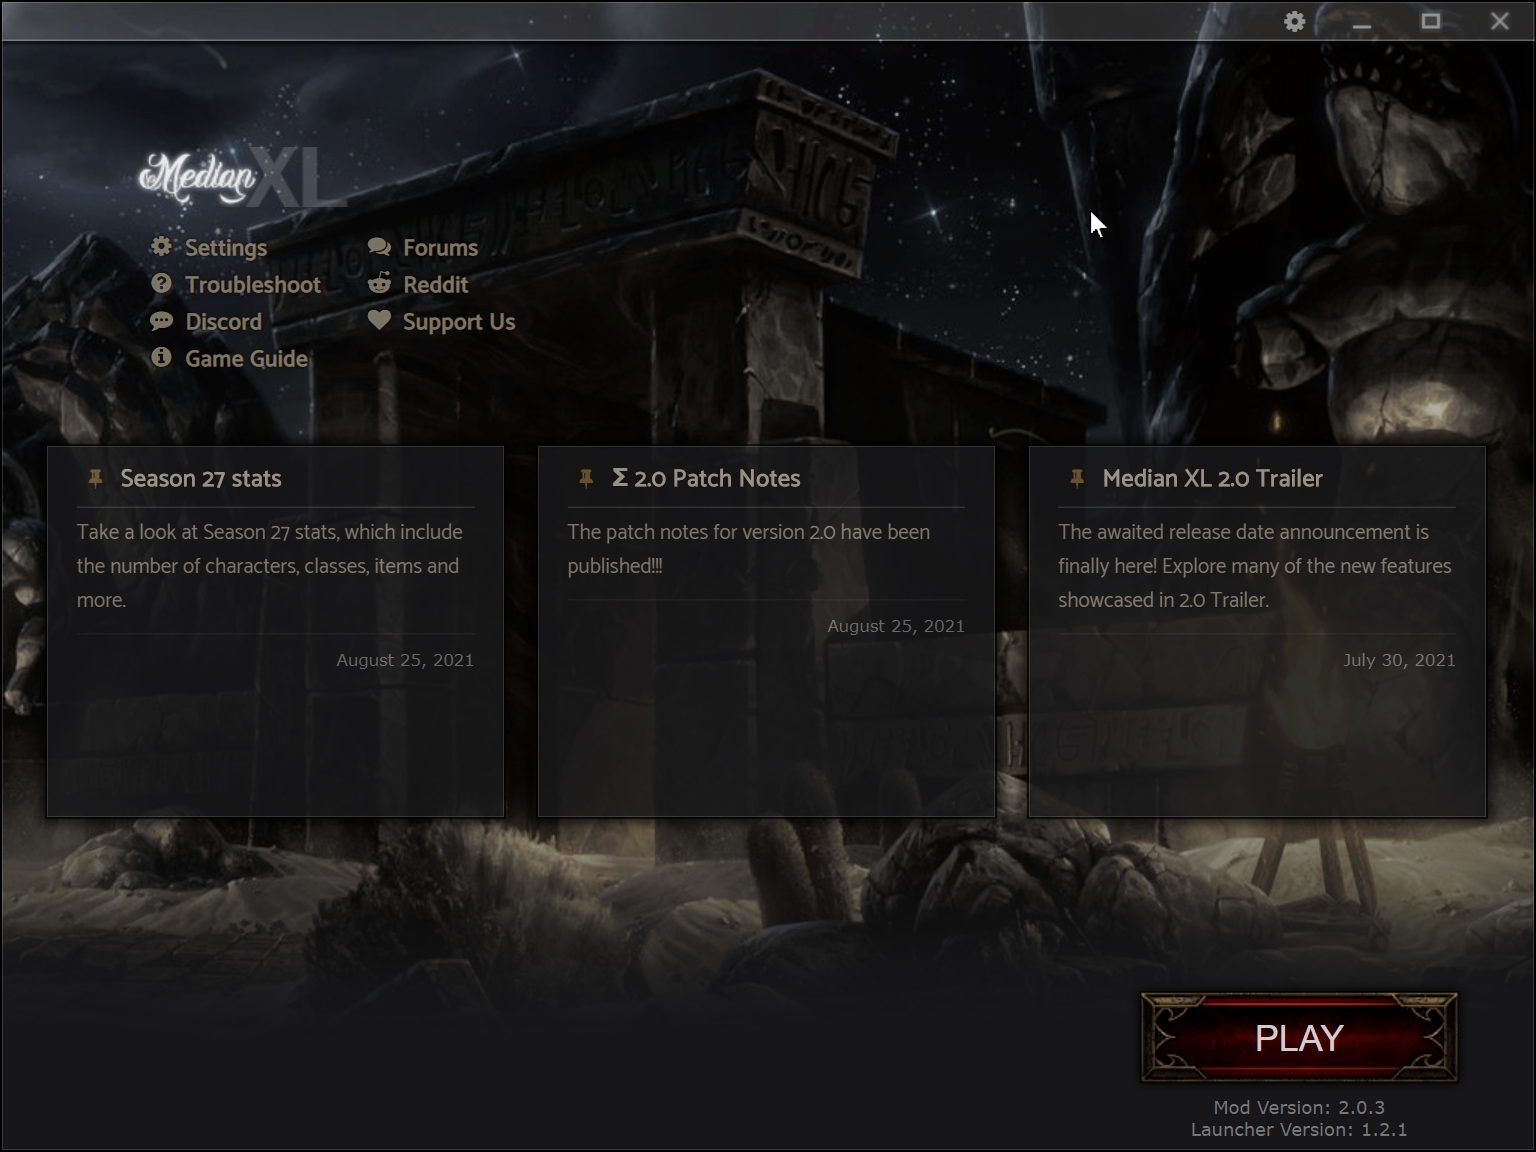 Median XL
Settings
Troubleshoot
Discord
Game Guide
Forums
Reddit
Support Us
Season 27 stats
Take a look at Season 27 stats, which include
the number of characters, classes, items and
more.
August 25, 2021
Σ 2.0 Patch Notes
The patch notes for version 2.0 have been
published!!!
August 25, 2021
Median XL 2.0 Trailer
The awaited release date announcement is
finally here! Explore many of the new features
showcased in 2.0 Trailer.
July 30, 2021
PLAY
Mod Version: 2.0.3
Launcher Version: 1.2.1